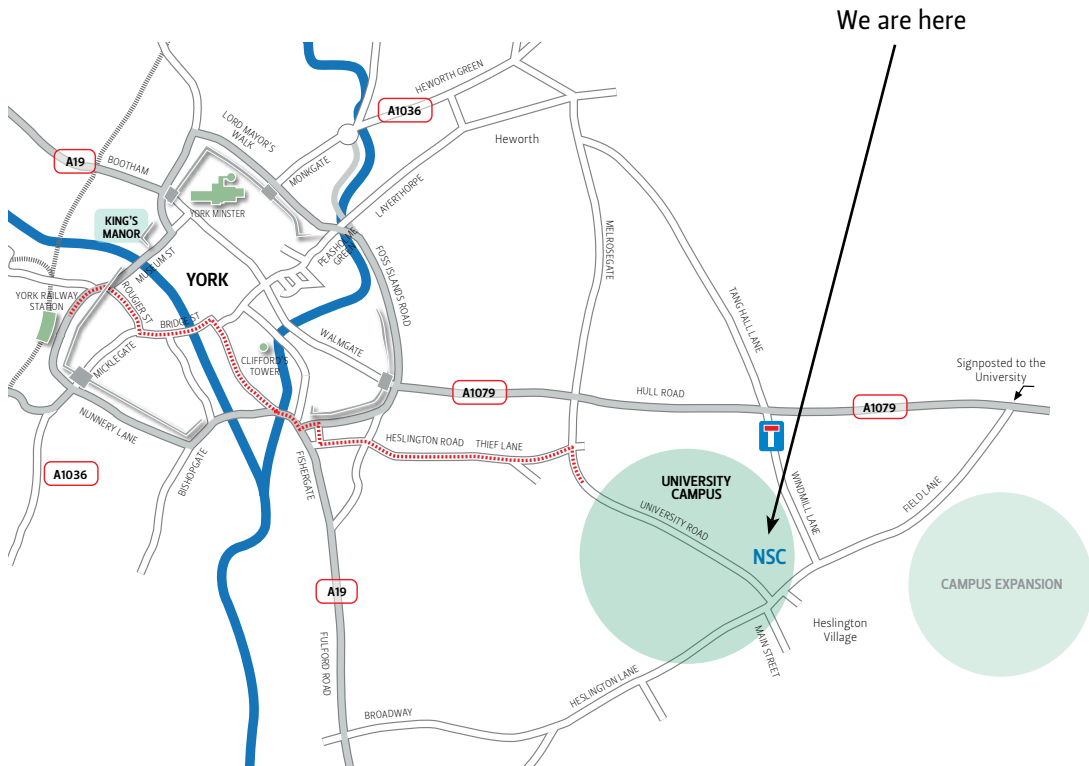 We are here
HEWORTH GREEN
A1036
LORD MAYOR'S
WALK
Heworth
A19
BOOTHAM
MONKGATE
LAYERTHORPE
YORK MINSTER
KING'S
MANOR
MUSEUM ST
PEASHOLME
GREEN
FOSS ISLANDS ROAD
MELROSEGATE
YORK
YORK RAILWAY
STATION
ROUGIER ST
BRIDGE ST
TANG HALL LANE
WALMGATE
MICKLEGATE
CLIFFORD'S
TOWER
Signposted to the
University
A1079
HULL ROAD
A1079
NUNNERY LANE
HESLINGTON ROAD
THIEF LANE
BISHOPGATE
FISHERGATE
A1036
UNIVERSITY
CAMPUS
WINDMILL LANE
FIELD LANE
UNIVERSITY ROAD
NSC
A19
CAMPUS EXPANSION
Heslington
Village
MAIN STREET
FULFORD ROAD
HESLINGTON LANE
BROADWAY